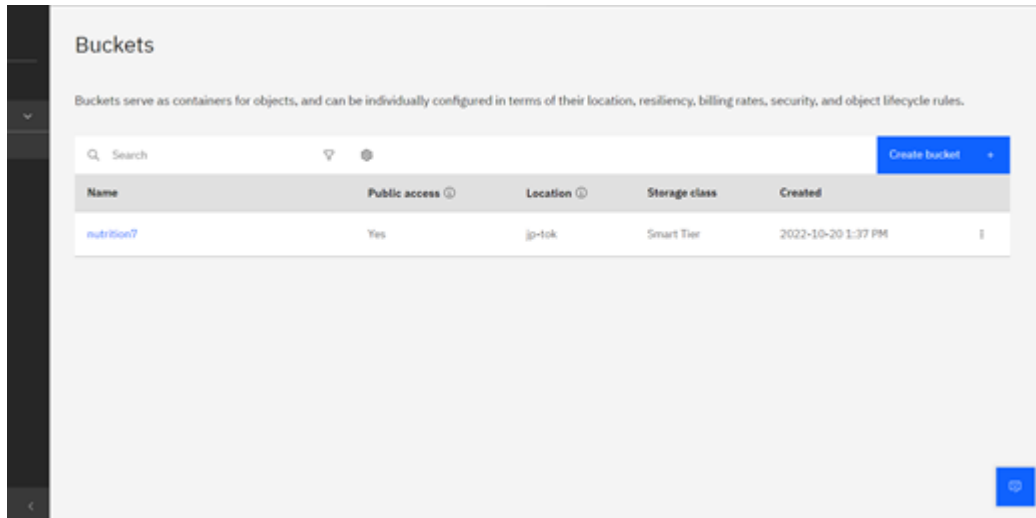 Buckets
Buckets serve as containers for objects, and can be individually configured in terms of their location, resiliency, billing rates, security, and object lifecycle rules.
Search
Create bucket +
Name Public access Location Storage class Created
nutrition7 Yes jp-tok Smart Tier 2022-10-20 1:37 PM